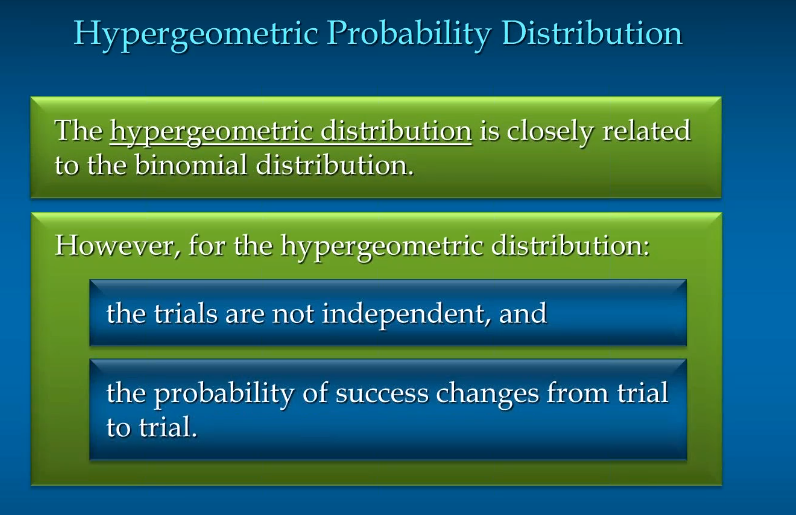 Hypergeometric Probability Distribution
The hypergeometric distribution is closely related
to the binomial distribution.
However, for the hypergeometric distribution:
the trials are not independent, and
the probability of success changes from trial
to trial.